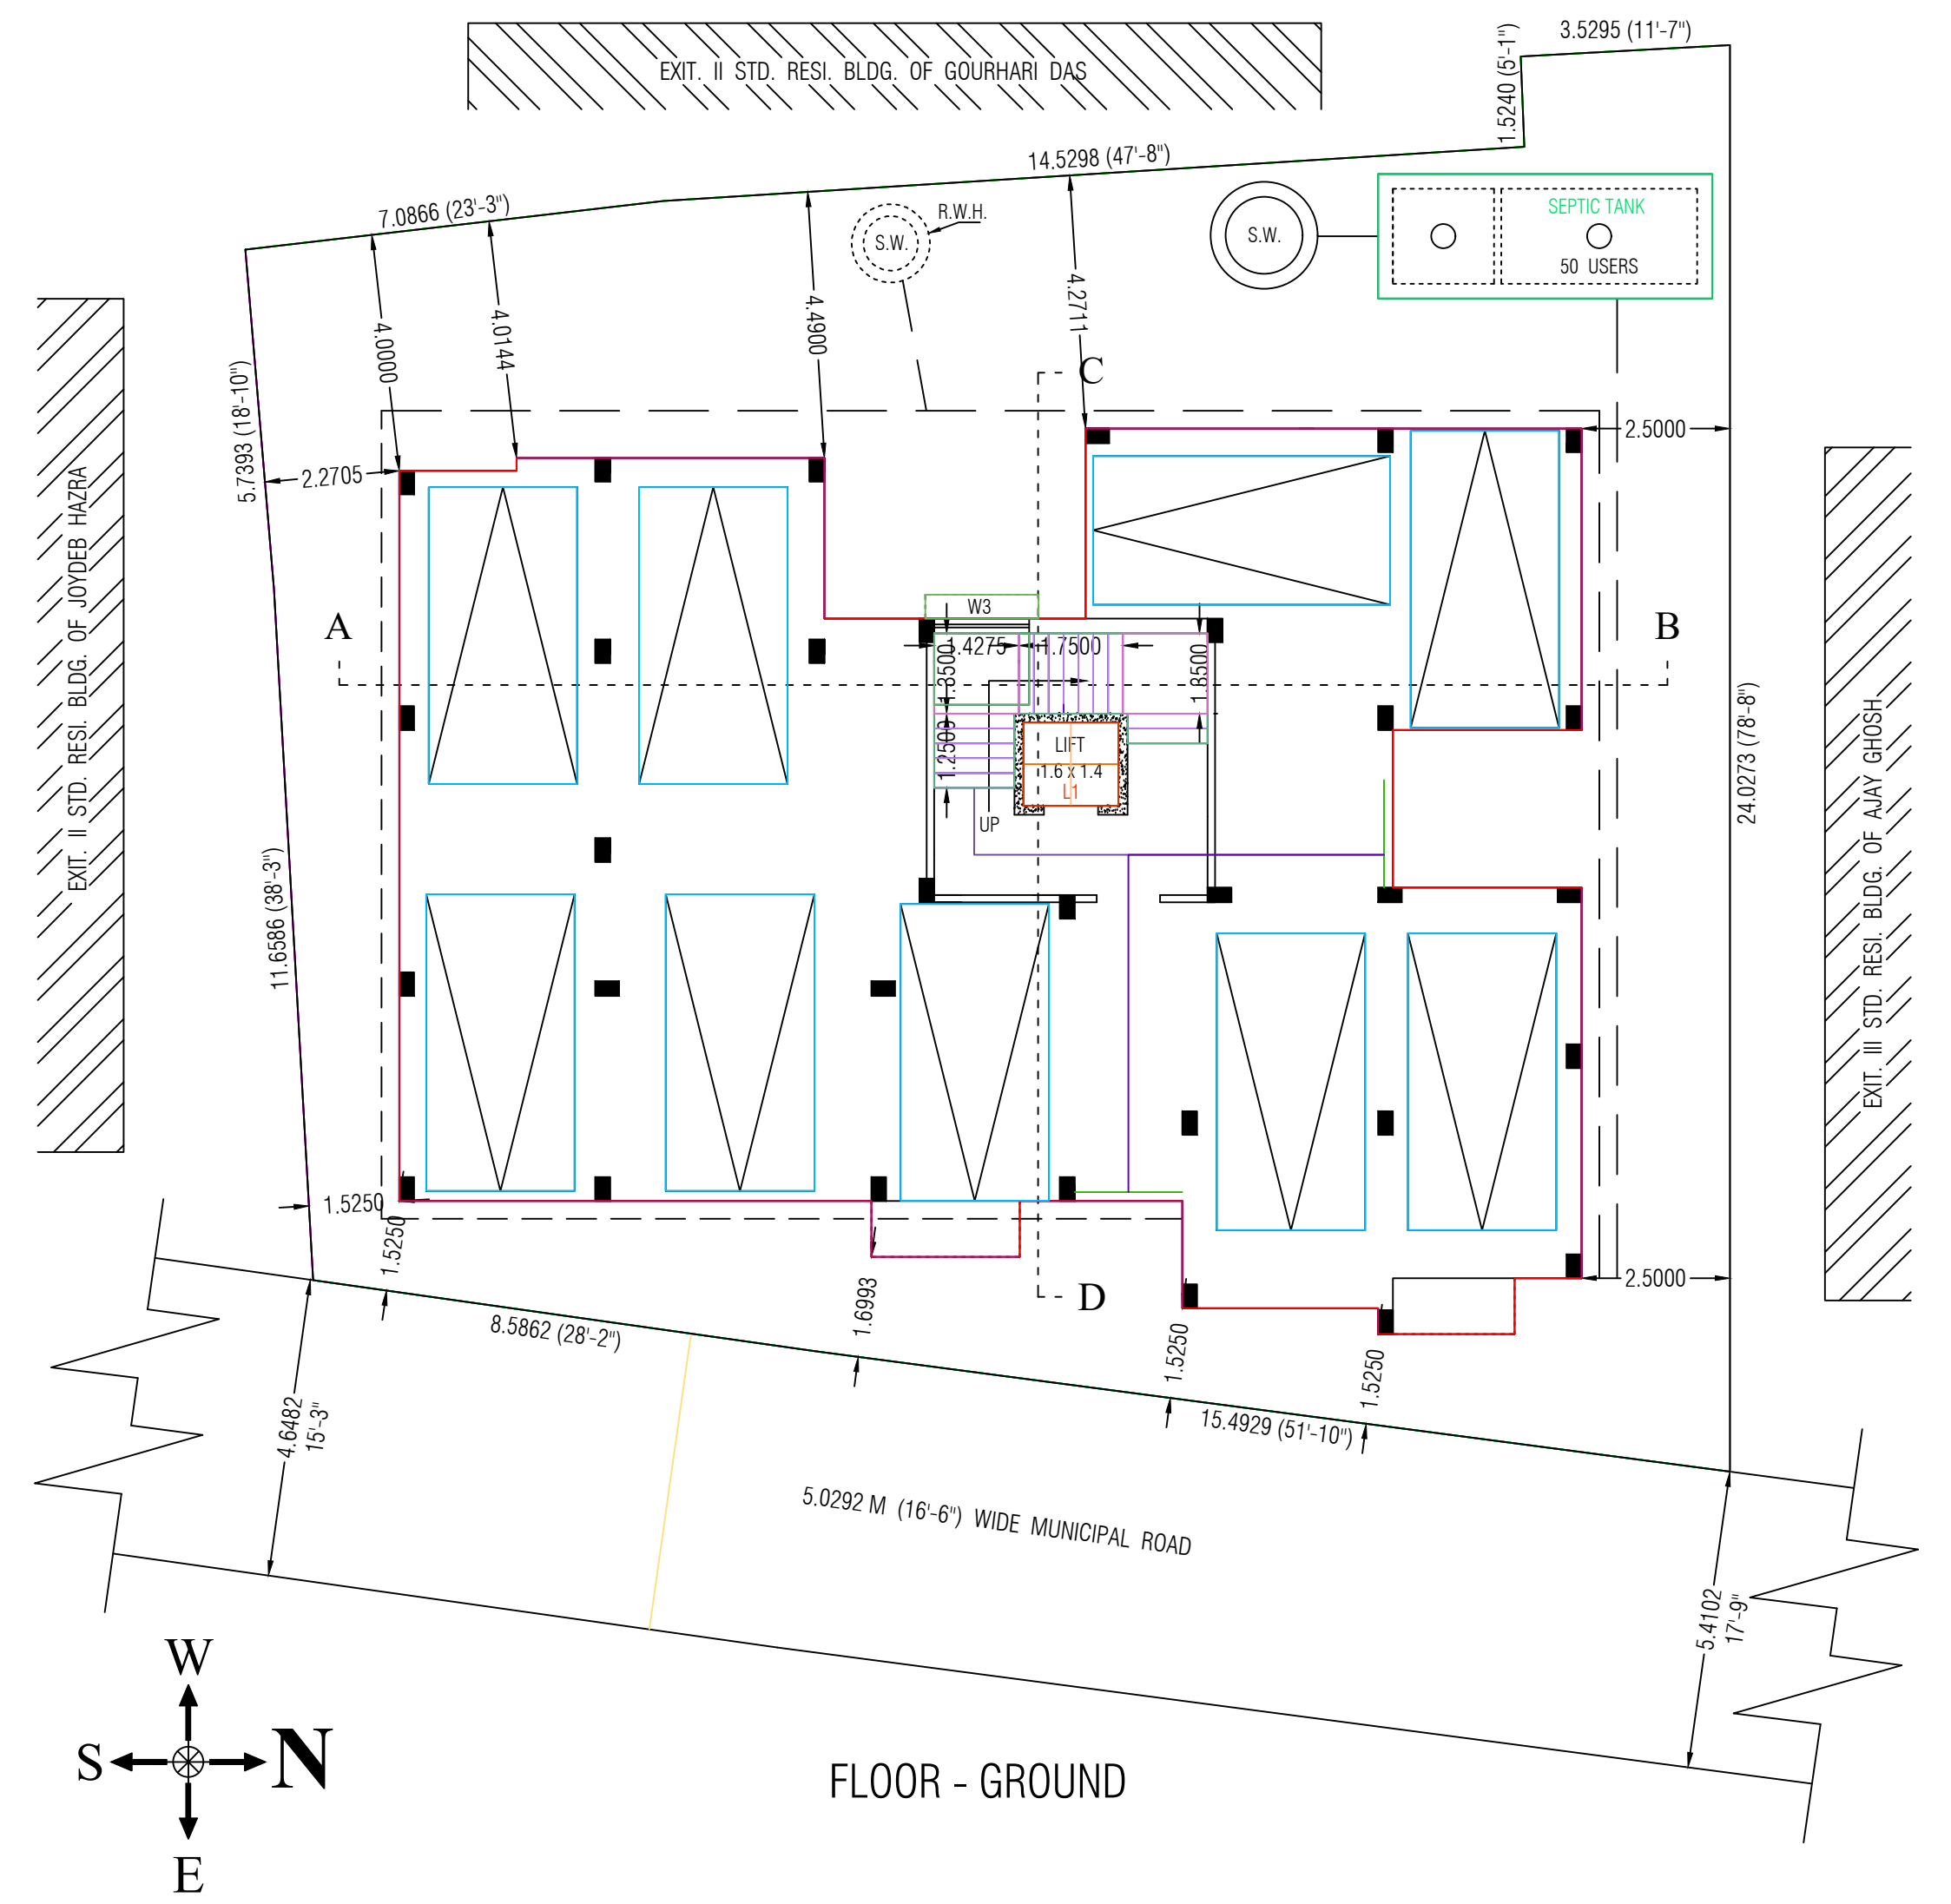 3.5295 (11'-7")
1.5240 (5'-1")
EXIT. II STD. RESI. BLDG. OF GOURHARI DAS
14.5298 (47'-8")
7.0866 (23'-3")
R.W.H.
S.W.
S.W.
SEPTIC TANK
50 USERS
4.0000
4.0144
4.4900
4.2711
C
2.5000
5.7393 (18'-10")
2.2705
EXIT. II STD. RESI. BLDG. OF JOYDEB HAZRA
A
W3
B
1.4275
1.7500
1.3500
1.3500
1.2500
LIFT
1.6 x 1.4
L1
UP
24.0273 (78'-8")
EXIT. III STD. RESI. BLDG. OF AJAY GHOSH
11.6586 (38'-3")
1.5250
1.5250
1.6993
D
1.5250
1.5250
2.5000
8.5862 (28'-2")
15.4929 (51'-10")
4.6482
15'-3"
5.0292 M (16'-6") WIDE MUNICIPAL ROAD
5.4102
17'-9"
W
S
N
E
FLOOR - GROUND